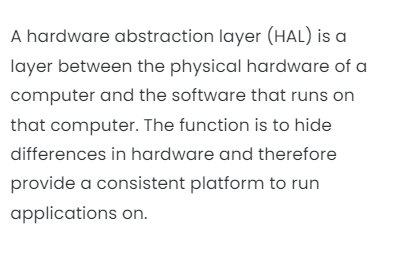 A hardware abstraction layer (HAL) is a
layer between the physical hardware of a
computer and the software that runs on
that computer. The function is to hide
differences in hardware and therefore
provide a consistent platform to run
applications on.